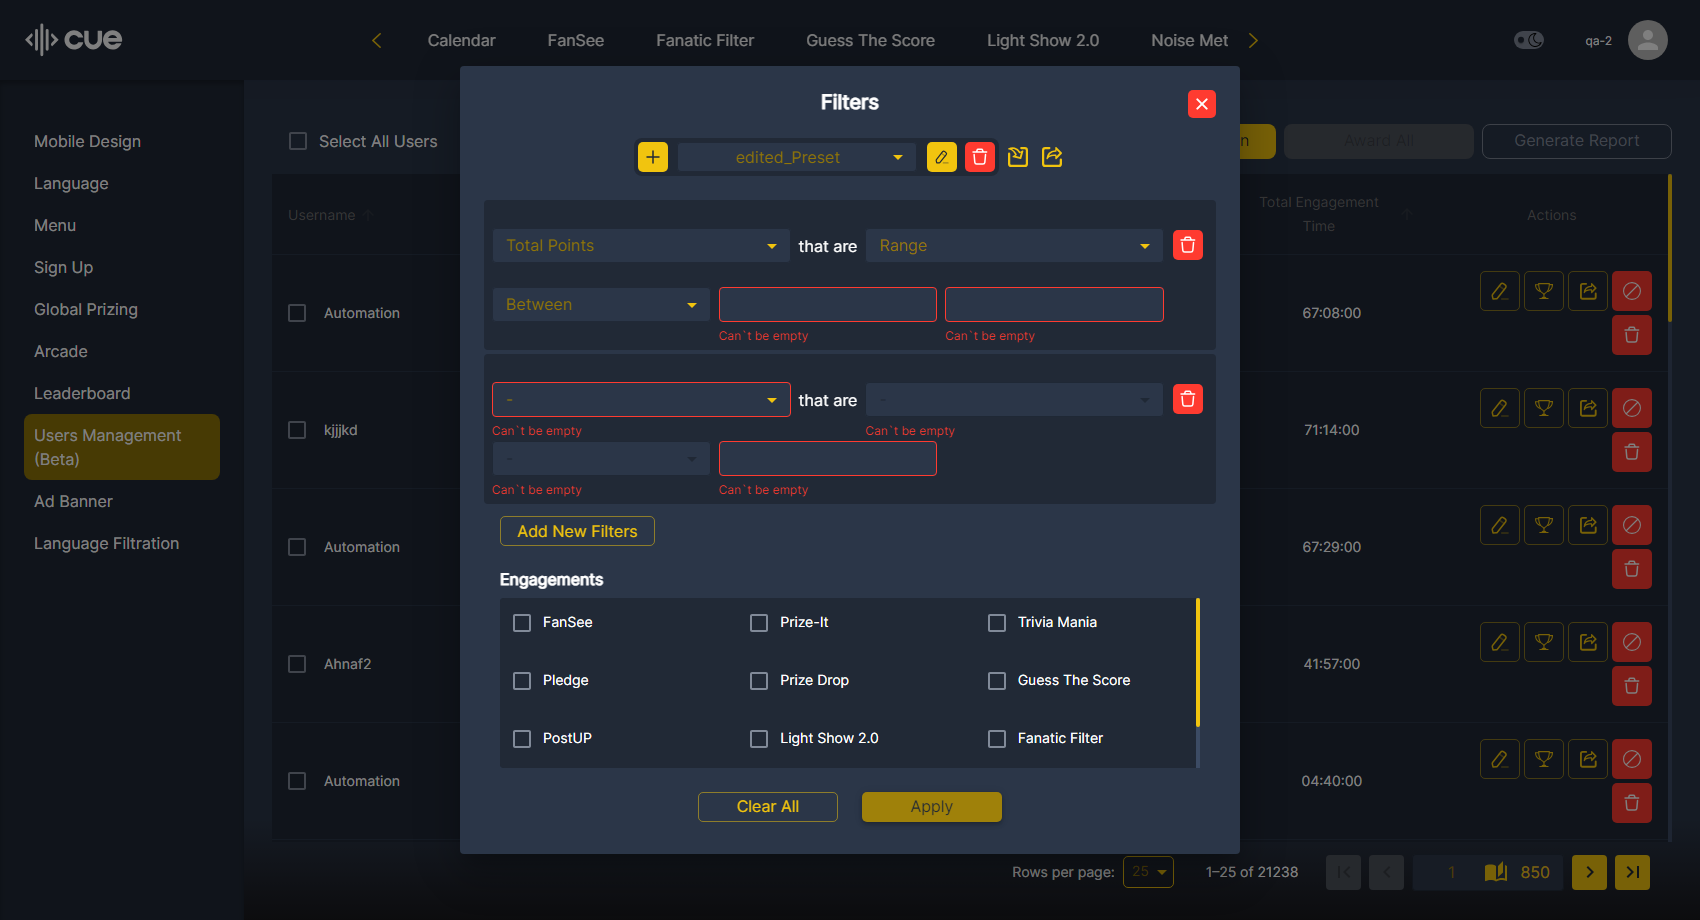 cue
Calendar
FanSee
Fanatic Filter
Guess The Score
Light Show 2.0
Noise Met
qa-2
Mobile Design
Language
Menu
Sign Up
Global Prizing
Arcade
Leaderboard
Users Management
(Beta)
Ad Banner
Language Filtration
Select All Users
n
Award All
Generate Report
Username
Total Engagement
Time
Actions
Automation
67:08:00
kjjjkd
71:14:00
Automation
67:29:00
Ahnaf2
41:57:00
Automation
04:40:00
Filters
edited_Preset
Total Points
that are
Range
Between
Can`t be empty
Can`t be empty
-
that are
-
Can`t be empty
Can`t be empty
-
Can`t be empty
Can`t be empty
Add New Filters
Engagements
FanSee
Prize-It
Trivia Mania
Pledge
Prize Drop
Guess The Score
PostUP
Light Show 2.0
Fanatic Filter
Clear All
Apply
Rows per page:
25
1–25 of 21238
1
850